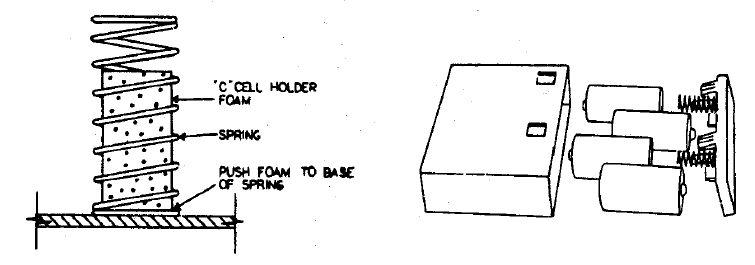 "C" CELL HOLDER
FOAM
SPRING
PUSH FOAM TO BASE
OF SPRING